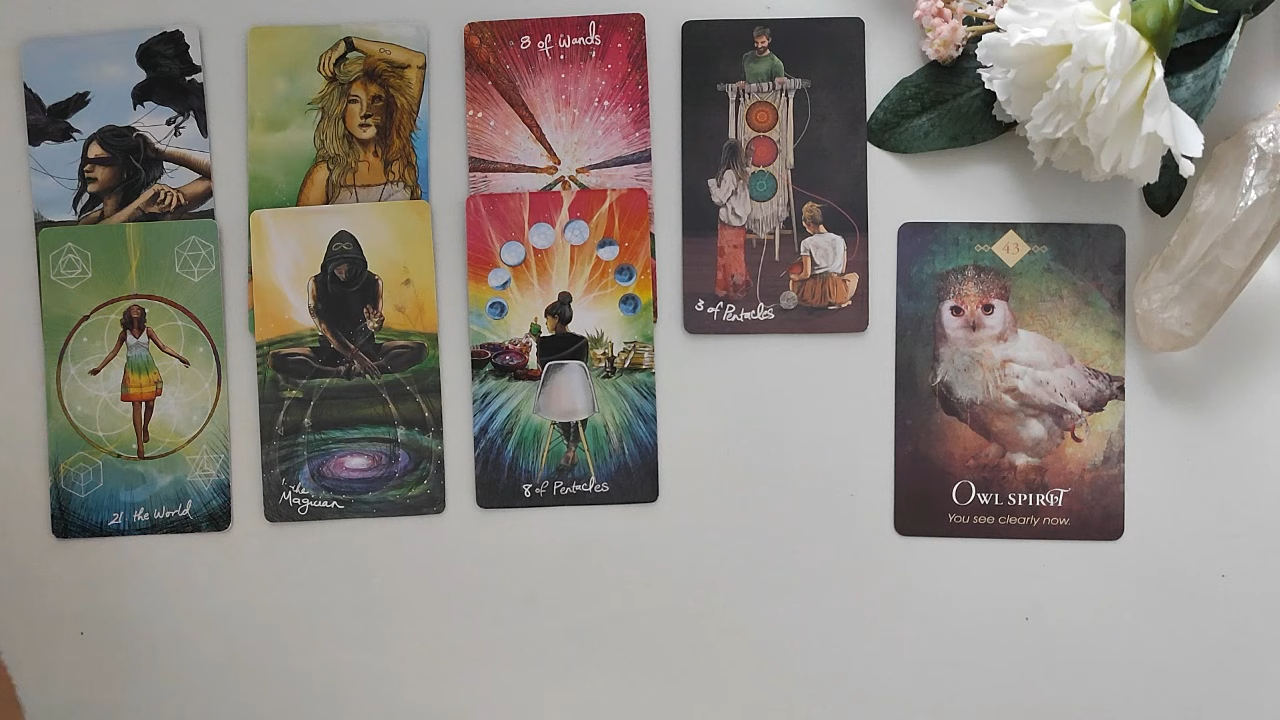 8 of Wands
3 of Pentacles
21 the World
1 the
Magician
8 of Pentacles
43
OWL SPIRIT
You see clearly now.